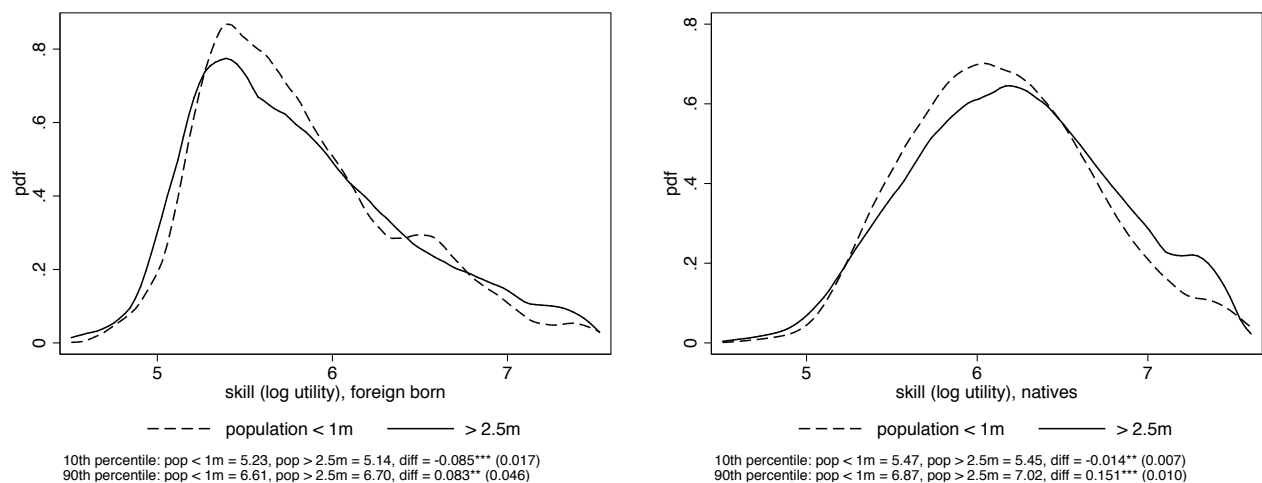 pdf
.8
.6
.4
.2
0
5 6 7
skill (log utility), foreign born
population < 1m > 2.5m
10th percentile: pop < 1m = 5.23, pop > 2.5m = 5.14, diff = -0.085*** (0.017)
90th percentile: pop < 1m = 6.61, pop > 2.5m = 6.70, diff = 0.083** (0.046)
pdf
.8
.6
.4
.2
0
5 6 7
skill (log utility), natives
population < 1m > 2.5m
10th percentile: pop < 1m = 5.47, pop > 2.5m = 5.45, diff = -0.014** (0.007)
90th percentile: pop < 1m = 6.87, pop > 2.5m = 7.02, diff = 0.151*** (0.010)